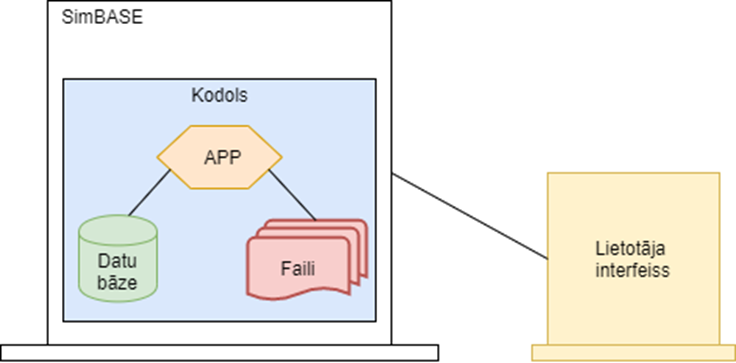 SimBASE
Kodols
APP
Datu
bāze
Faili
Lietotāja
interfeiss